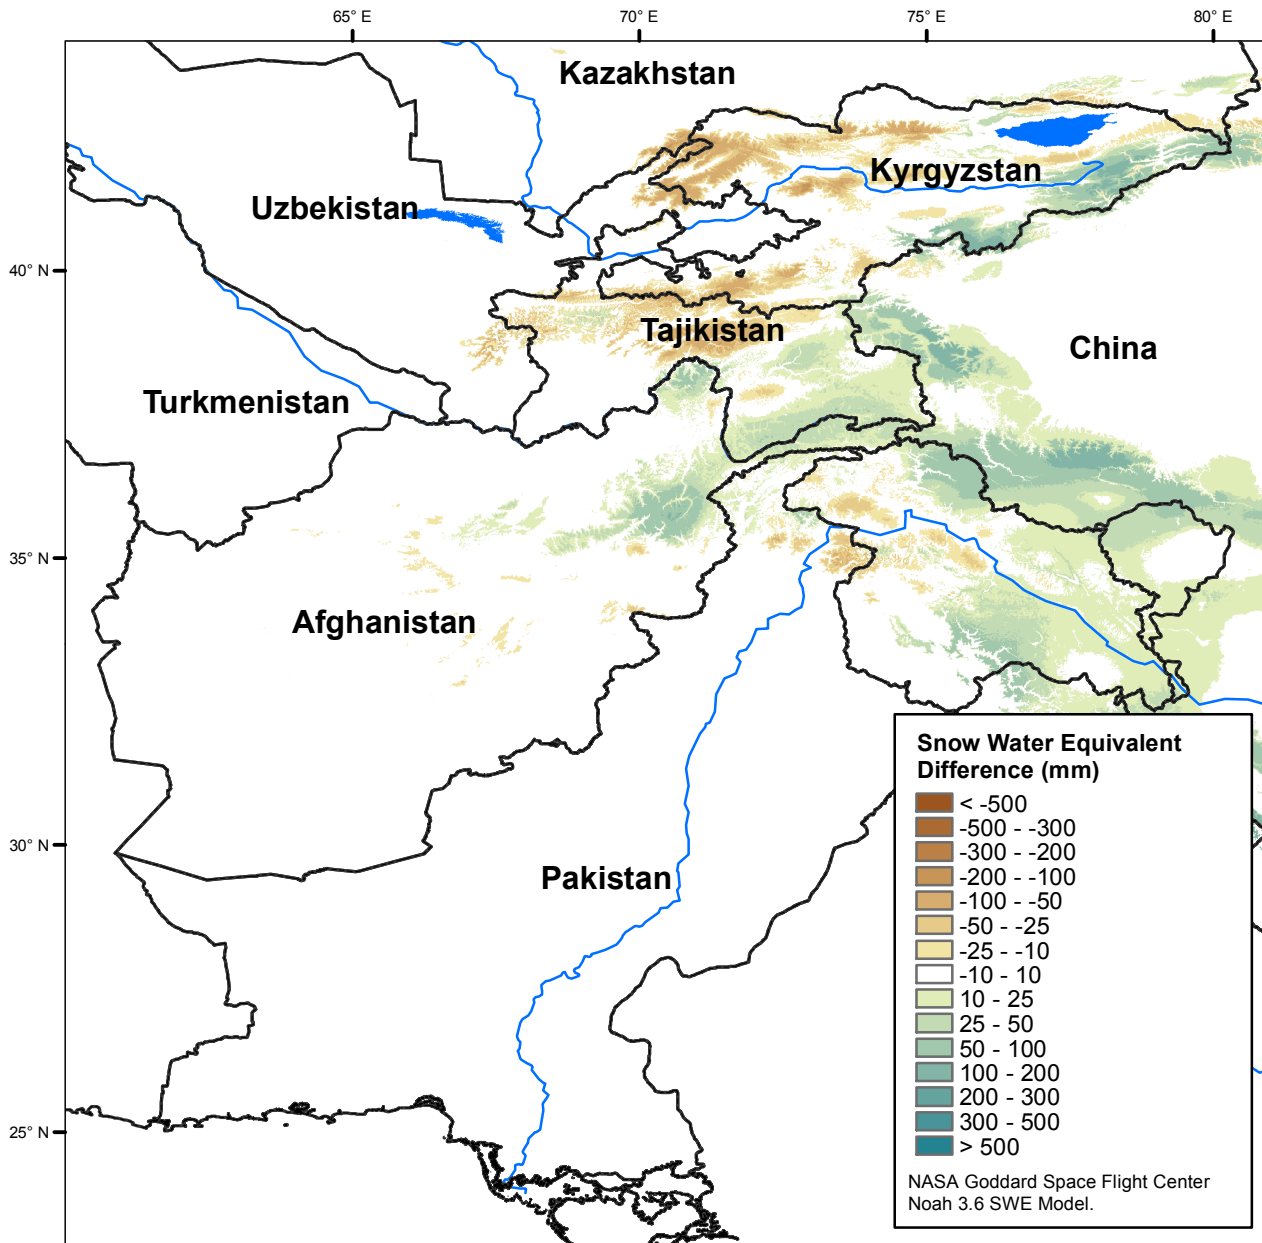 65° E
70° E
75° E
80° E
Kazakhstan
Kyrgyzstan
Uzbekistan
40° N
Tajikistan
China
Turkmenistan
35° N
Afghanistan
Snow Water Equivalent
Difference (mm)
< -500
-500 - -300
-300 - -200
-200 - -100
-100 - -50
-50 - -25
-25 - -10
-10 - 10
10 - 25
25 - 50
50 - 100
100 - 200
200 - 300
300 - 500
> 500
NASA Goddard Space Flight Center
Noah 3.6 SWE Model.
30° N
Pakistan
25° N